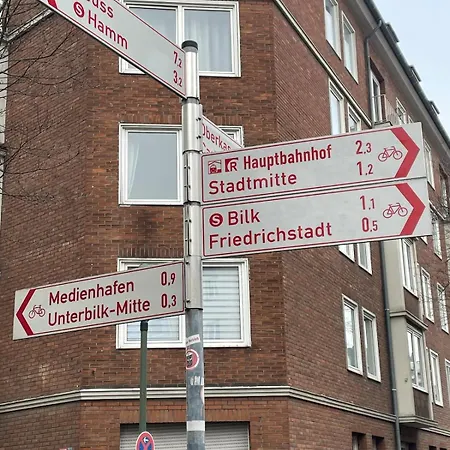 Hamm 3,2
7,2
Oberkas
Hauptbahnhof 2,3
Stadtmitte 1,2
S Bilk 1,1
Friedrichstadt 0,5
Medienhafen 0,9
Unterbilk-Mitte 0,3